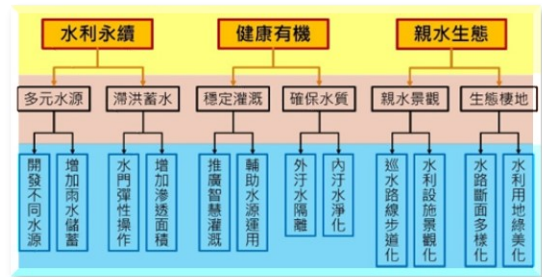 水利永續
健康有機
親水生態
多元水源
滯洪蓄水
穩定灌溉
確保水質
親水景觀
生態棲地
開發不同水源
增加雨水儲蓄
水門彈性操作
增加滲透面積
推廣智慧灌溉
輔助水源運用
外汙水隔離
內汙水淨化
巡水路線步道化
水利設施景觀化
水路斷面多樣化
水利用地綠美化